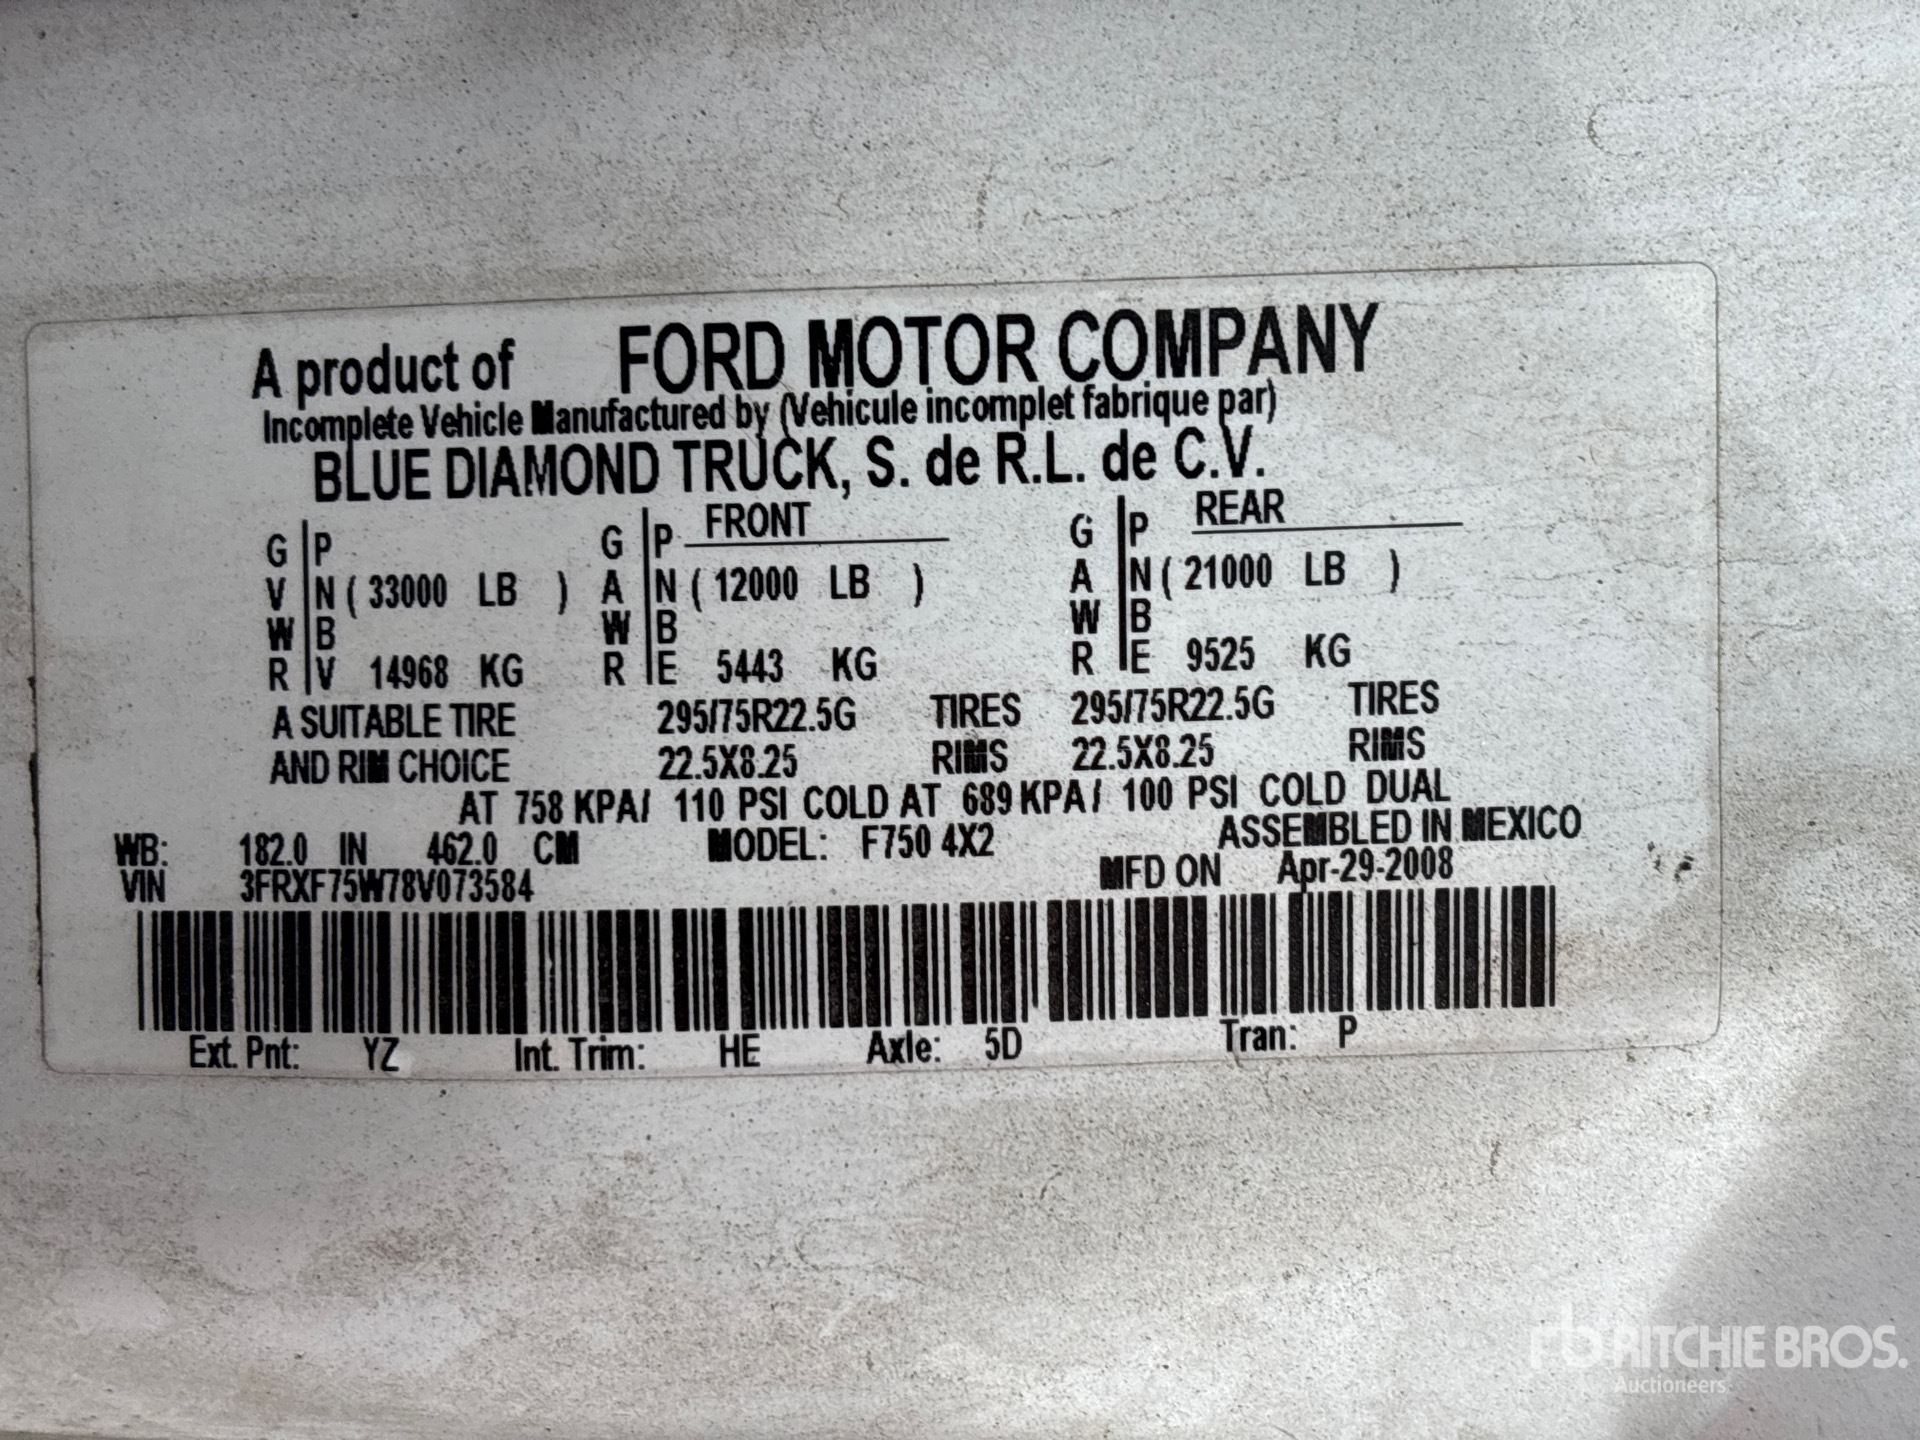 A product of FORD MOTOR COMPANY
Incomplete Vehicle Manufactured by (Vehicule incomplet fabrique par)
BLUE DIAMOND TRUCK, S. de R.L. de C.V.
G P G P FRONT G P REAR
V N ( 33000 LB ) A N ( 12000 LB ) A N ( 21000 LB )
W B W B W B
R V 14968 KG R E 5443 KG R E 9525 KG
A SUITABLE TIRE 295/75R22.5G TIRES 295/75R22.5G TIRES
AND RIM CHOICE 22.5X8.25 RIMS 22.5X8.25 RIMS
AT 758 KPA/ 110 PSI COLD AT 689 KPA/ 100 PSI COLD DUAL
WB: 182.0 IN 462.0 CM MODEL: F750 4X2 ASSEMBLED IN MEXICO
VIN 3FRXF75W78V073584 MFD ON Apr-29-2008
Ext. Pnt: YZ Int. Trim: HE Axle: 5D Tran: P
rb RITCHIE BROS.
Auctioneers